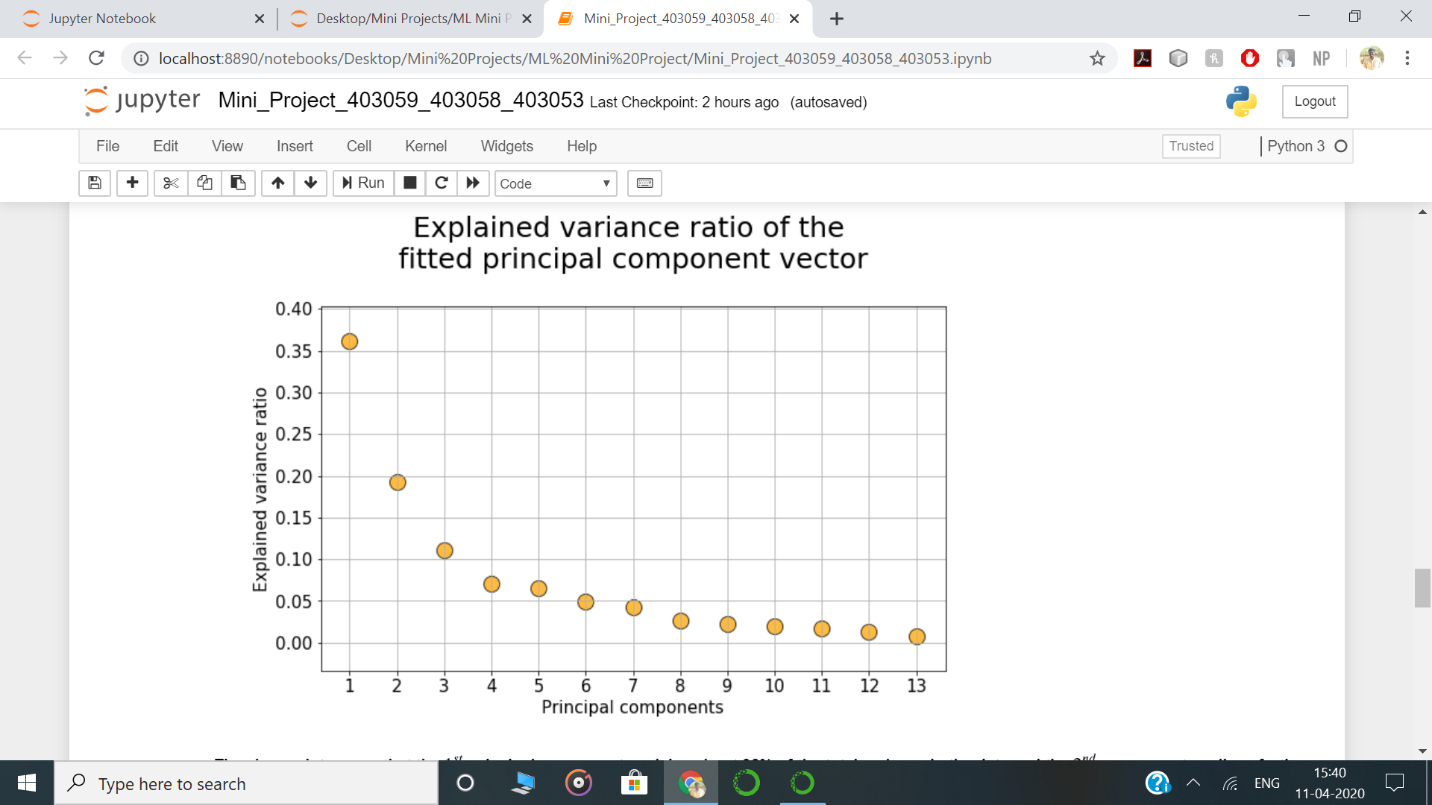 Jupyter Notebook
Desktop/Mini Projects/ML Mini P
Mini_Project_403059_403058_403
localhost:8890/notebooks/Desktop/Mini%20Projects/ML%20Mini%20Project/Mini_Project_403059_403058_403053.ipynb
NP
jupyter Mini_Project_403059_403058_403053 Last Checkpoint: 2 hours ago (autosaved)
Logout
File Edit View Insert Cell Kernel Widgets Help
Trusted
Python 3
Run
Code
Explained variance ratio of the
fitted principal component vector
Explained variance ratio
0.40
0.35
0.30
0.25
0.20
0.15
0.10
0.05
0.00
1 2 3 4 5 6 7 8 9 10 11 12 13
Principal components
Type here to search
ENG
15:40
11-04-2020